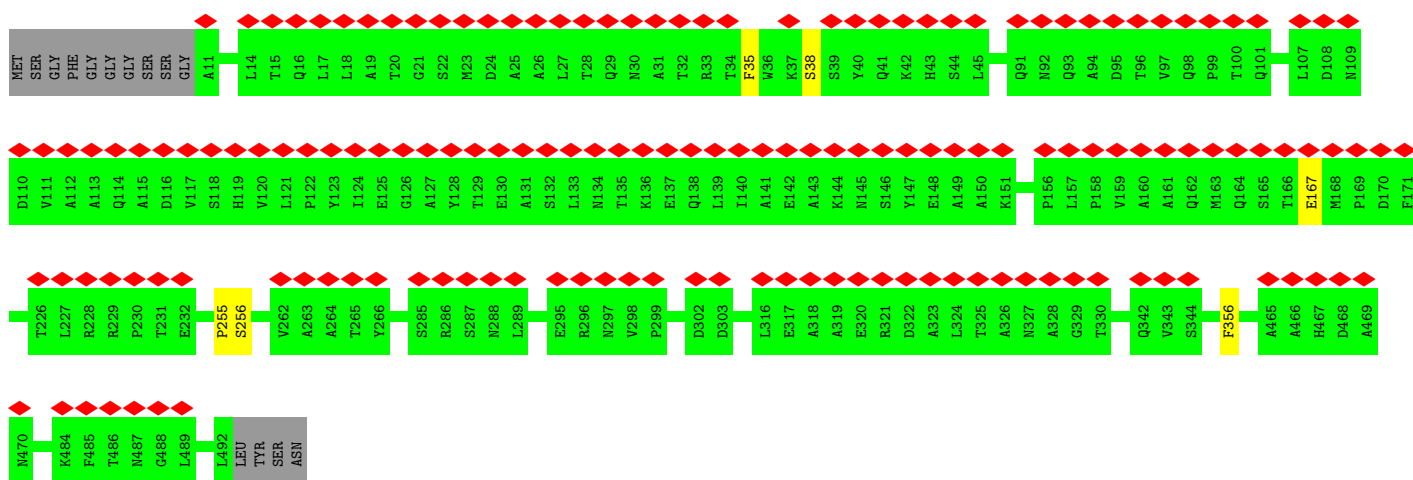 MET SER GLY PHE GLY GLY GLY SER SER GLY A11 L14 T15 Q16 L17 L18 A19 T20 G21 S22 M23 D24 A25 A26 L27 T28 Q29 N30 A31 T32 R33 T34 F35 W36 K37 S38 S39 Y40 Q41 K42 H43 S44 L45 Q91 N92 Q93 A94 D95 T96 V97 Q98 P99 T100 Q101 L107 D108 N109
D110 V111 A112 A113 Q114 A115 D116 V117 S118 H119 V120 L121 P122 Y123 I124 E125 G126 A127 Y128 T129 E130 A131 S132 L133 N134 T135 K136 E137 Q138 L139 I140 A141 E142 A143 K144 N145 S146 Y147 E148 A149 A150 K151 P156 L157 P158 V159 A160 A161 Q162 M163 Q164 S165 T166 E167 M168 P169 D170 F171
T226 L227 R228 R229 P230 T231 E232 P255 S256 V262 A263 A264 T265 Y266 S285 R286 S287 N288 L289 E295 R296 N297 V298 P299 D302 D303 L316 E317 A318 A319 E320 R321 D322 A323 L324 T325 A326 N327 A328 G329 T330 Q342 V343 S344 F356 A465 A466 H467 D468 A469
N470 K484 F485 T486 N487 G488 L489 L492 LEU TYR SER ASN